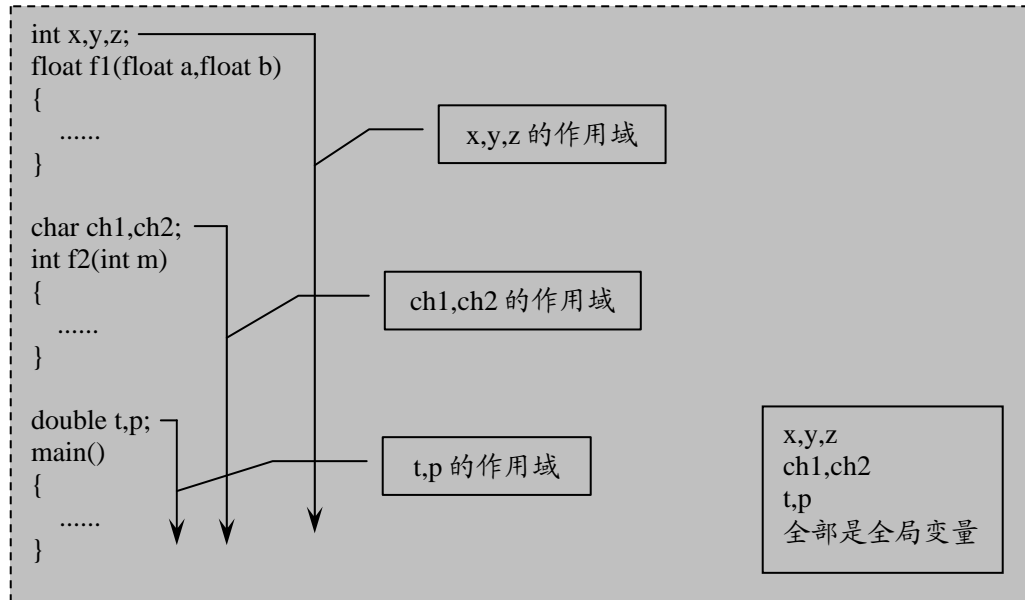 int x,y,z;
float f1(float a,float b)
{
......
}
x,y,z 的作用域
char ch1,ch2;
int f2(int m)
{
......
}
ch1,ch2 的作用域
double t,p;
main()
{
......
}
t,p 的作用域
x,y,z
ch1,ch2
t,p
全部是全局变量